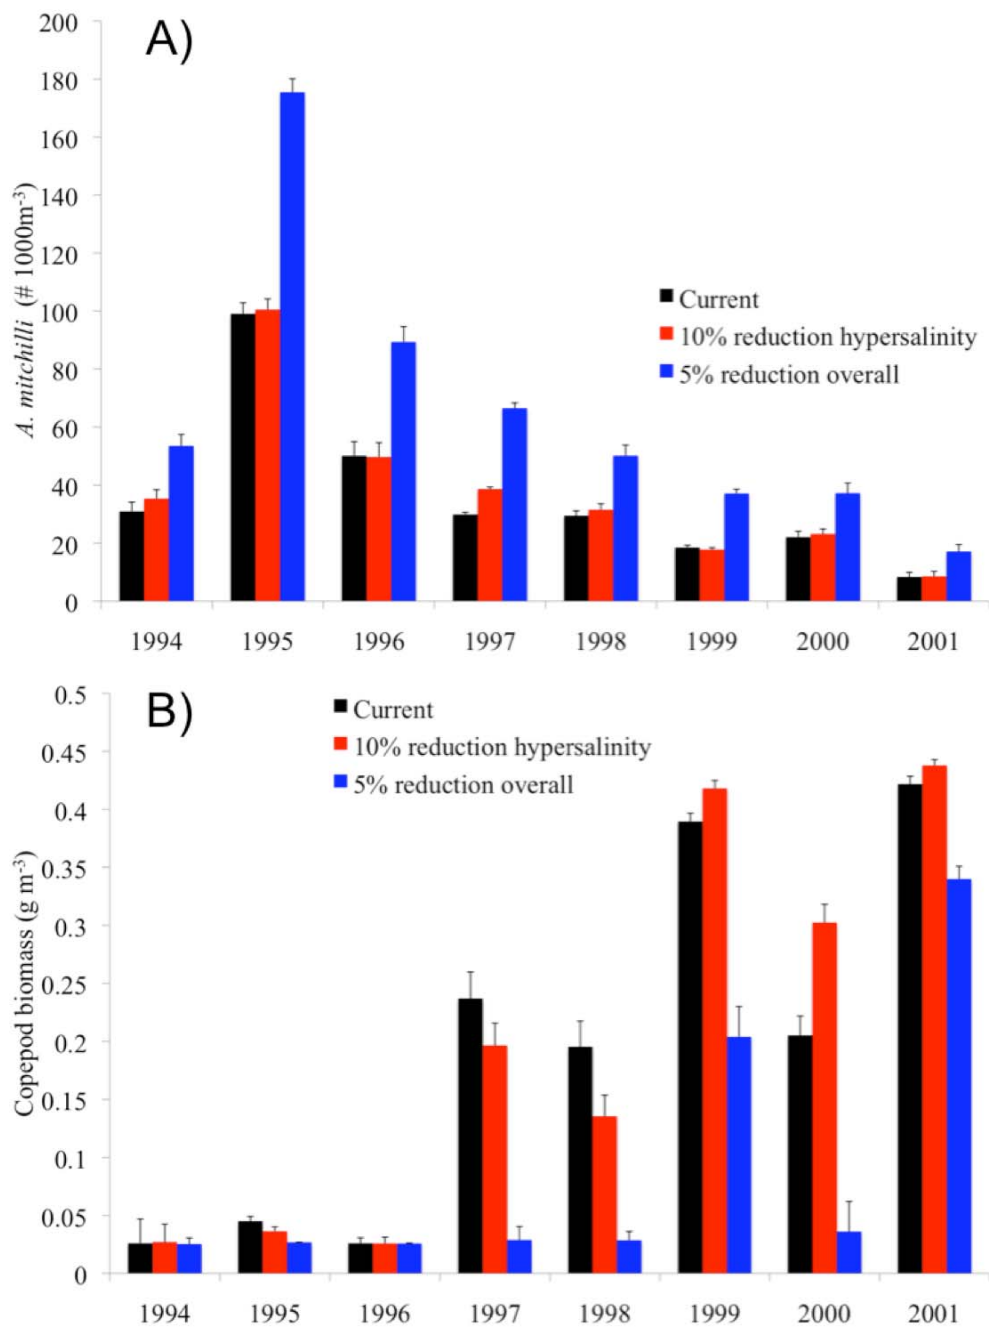 A)
200
180
160
140
120
100
80
60
40
20
0
A. mitchilli (# 1000m⁻³)
Current
10% reduction hypersalinity
5% reduction overall
1994 1995 1996 1997 1998 1999 2000 2001
B)
0.5
0.45
0.4
0.35
0.3
0.25
0.2
0.15
0.1
0.05
0
Copepod biomass (g m⁻³)
Current
10% reduction hypersalinity
5% reduction overall
1994 1995 1996 1997 1998 1999 2000 2001